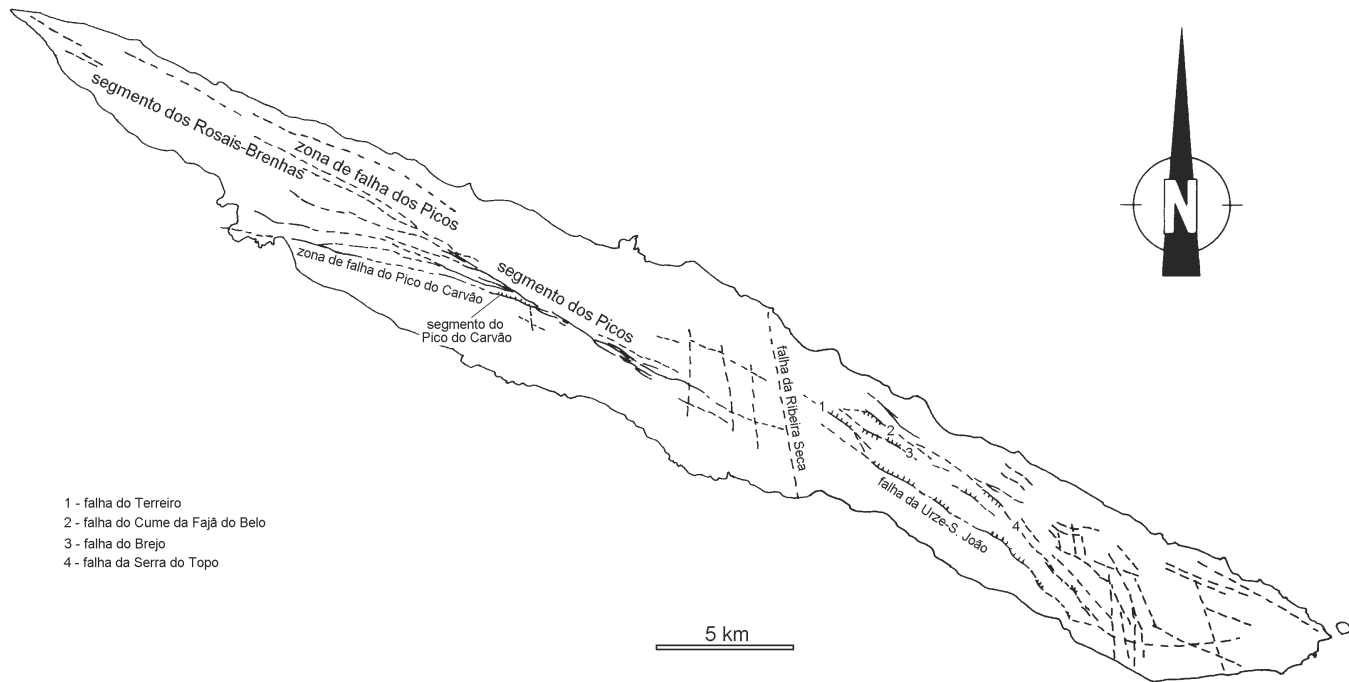 segmento dos Rosais-Brenhas
zona de falha dos Picos
N
zona de falha do Pico do Carvão
segmento dos Picos
segmento do
Pico do Carvão
falha da Ribeira Seca
1
2
3
falha da Urze-S. João
4
1 - falha do Terreiro
2 - falha do Cume da Fajã do Belo
3 - falha do Brejo
4 - falha da Serra do Topo
5 km